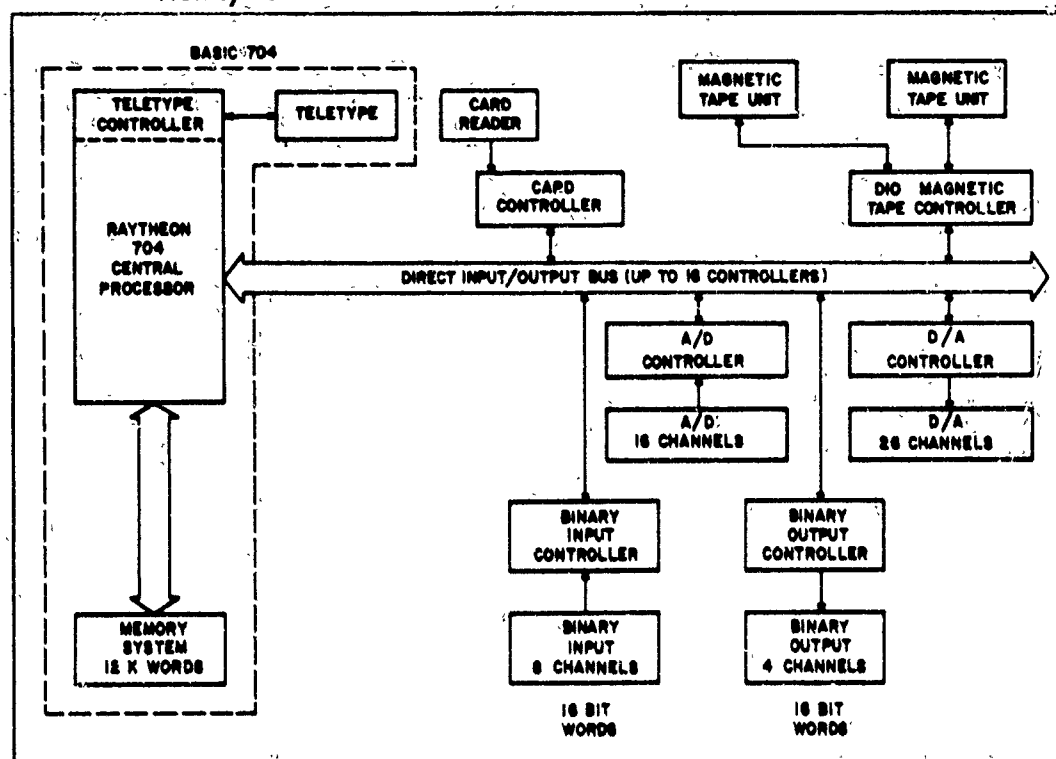 BASIC 704
TELETYPE
CONTROLLER
TELETYPE
CARD
READER
MAGNETIC
TAPE UNIT
MAGNETIC
TAPE UNIT
CARD
CONTROLLER
DIO MAGNETIC
TAPE CONTROLLER
RAYTHEON
704
CENTRAL
PROCESSOR
DIRECT INPUT/OUTPUT BUS (UP TO 16 CONTROLLERS)
A/D
CONTROLLER
D/A
CONTROLLER
A/D
16 CHANNELS
D/A
26 CHANNELS
BINARY
INPUT
CONTROLLER
BINARY
OUTPUT
CONTROLLER
MEMORY
SYSTEM
12 K WORDS
BINARY
INPUT
8 CHANNELS
BINARY
OUTPUT
4 CHANNELS
16 BIT
WORDS
16 BIT
WORDS